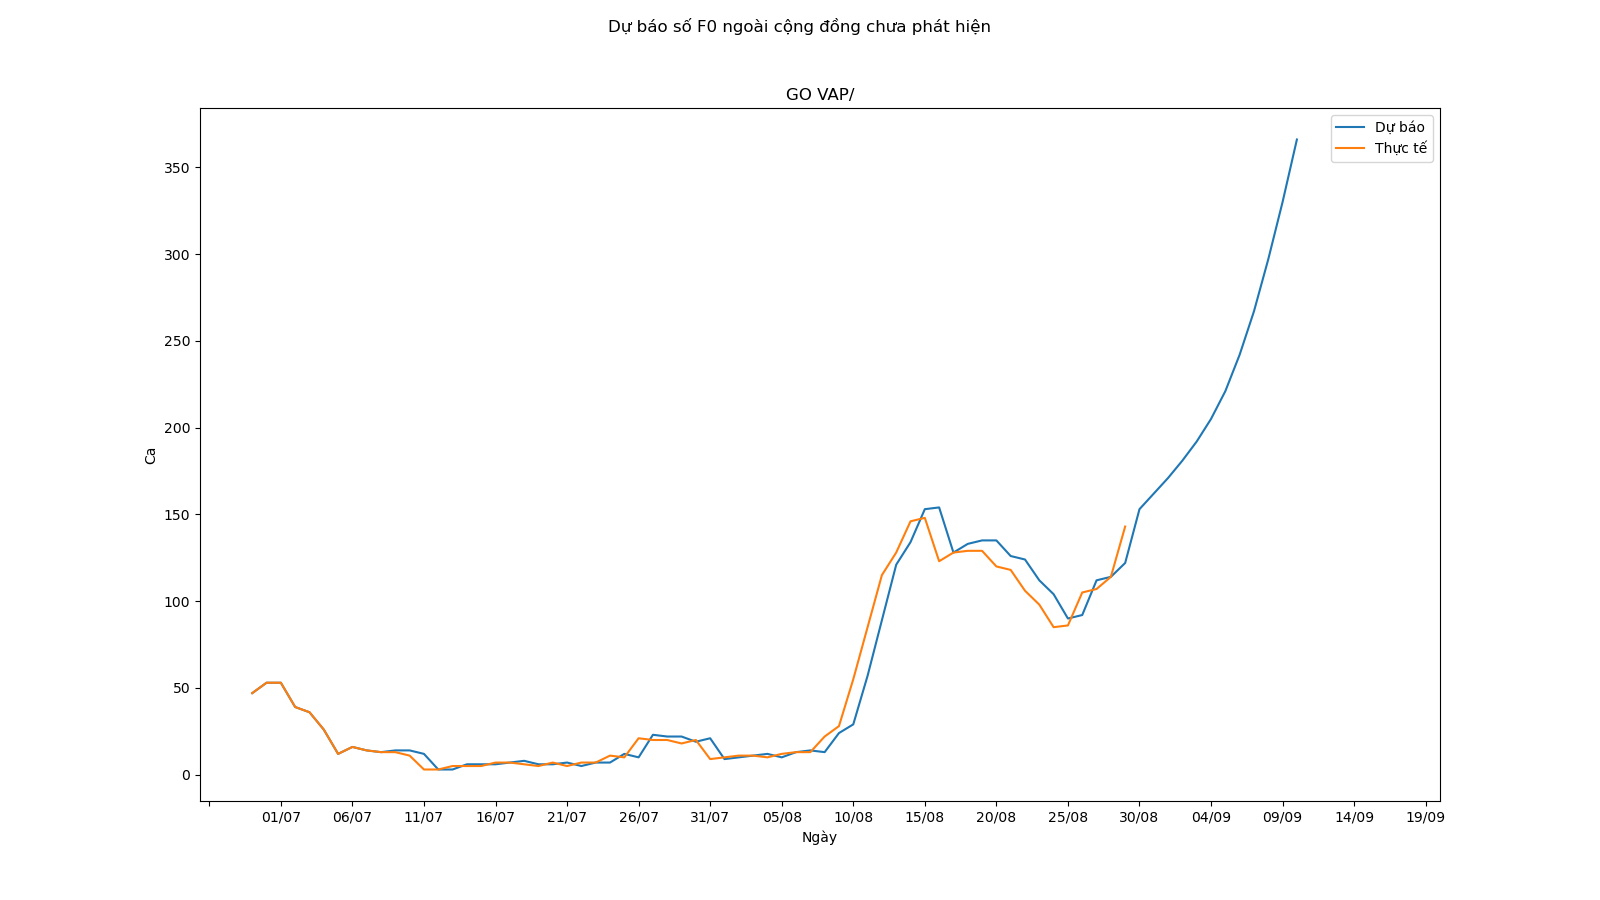 Dự báo số F0 ngoài cộng đồng chưa phát hiện
GO VAP/
Dự báo
Thực tế
350
300
250
200
150
100
50
0
Ca
01/07 06/07 11/07 16/07 21/07 26/07 31/07 05/08 10/08 15/08 20/08 25/08 30/08 04/09 09/09 14/09 19/09
Ngày